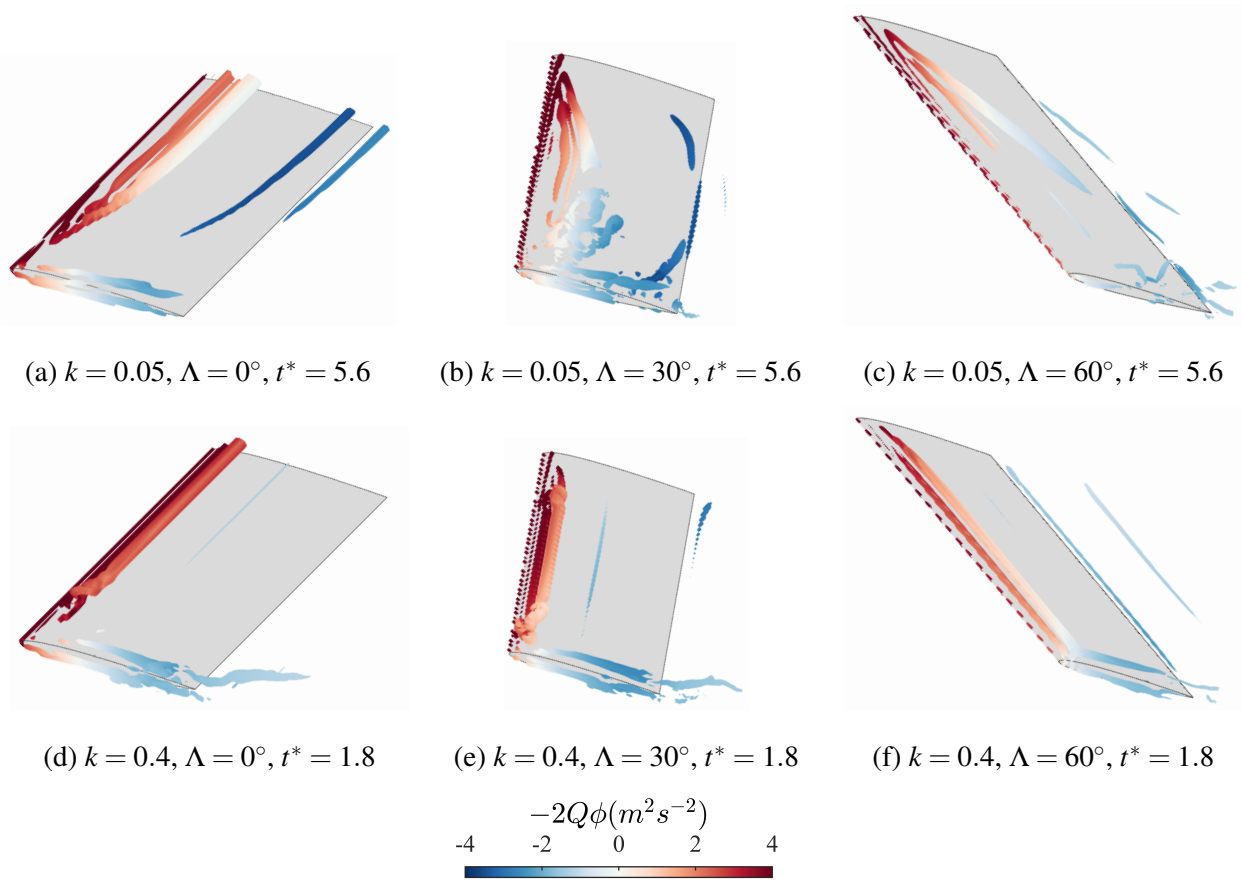 (a) k = 0.05, Λ = 0°, t* = 5.6
(b) k = 0.05, Λ = 30°, t* = 5.6
(c) k = 0.05, Λ = 60°, t* = 5.6
(d) k = 0.4, Λ = 0°, t* = 1.8
(e) k = 0.4, Λ = 30°, t* = 1.8
(f) k = 0.4, Λ = 60°, t* = 1.8
−2Qϕ(m²s⁻²)
-4 -2 0 2 4